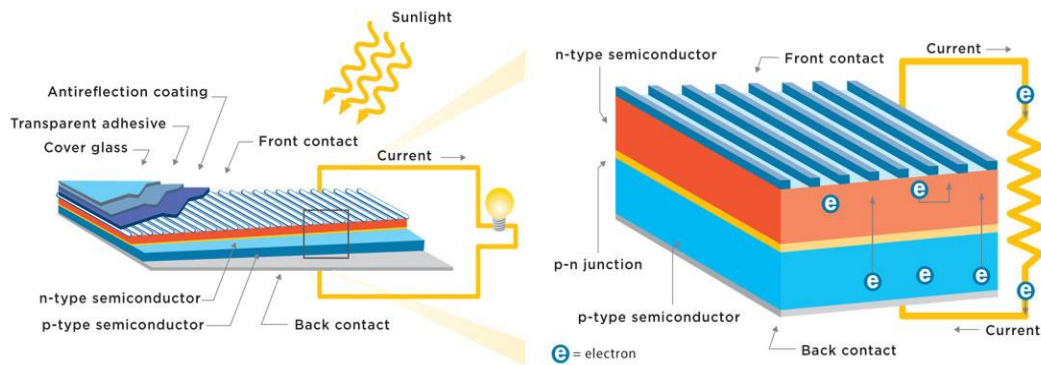 Sunlight
Antireflection coating
Transparent adhesive
Cover glass
Front contact
Current
n-type semiconductor
p-type semiconductor
Back contact
n-type semiconductor
Front contact
Current
e
e
e
p-n junction
e
e
e
e
p-type semiconductor
Current
Back contact
e = electron